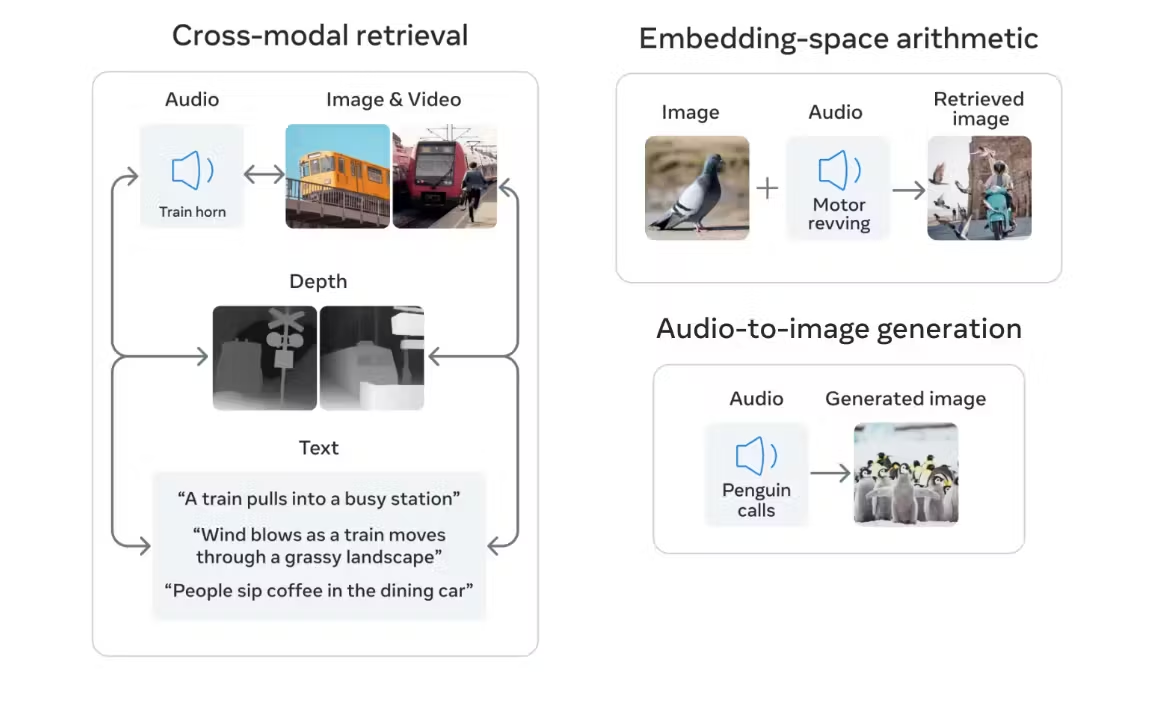 Cross-modal retrieval
Audio
Image & Video
Train horn
Depth
Text
“A train pulls into a busy station”
“Wind blows as a train moves
through a grassy landscape”
“People sip coffee in the dining car”
Embedding-space arithmetic
Image
Audio
Retrieved
image
Motor
revving
Audio-to-image generation
Audio
Generated image
Penguin
calls